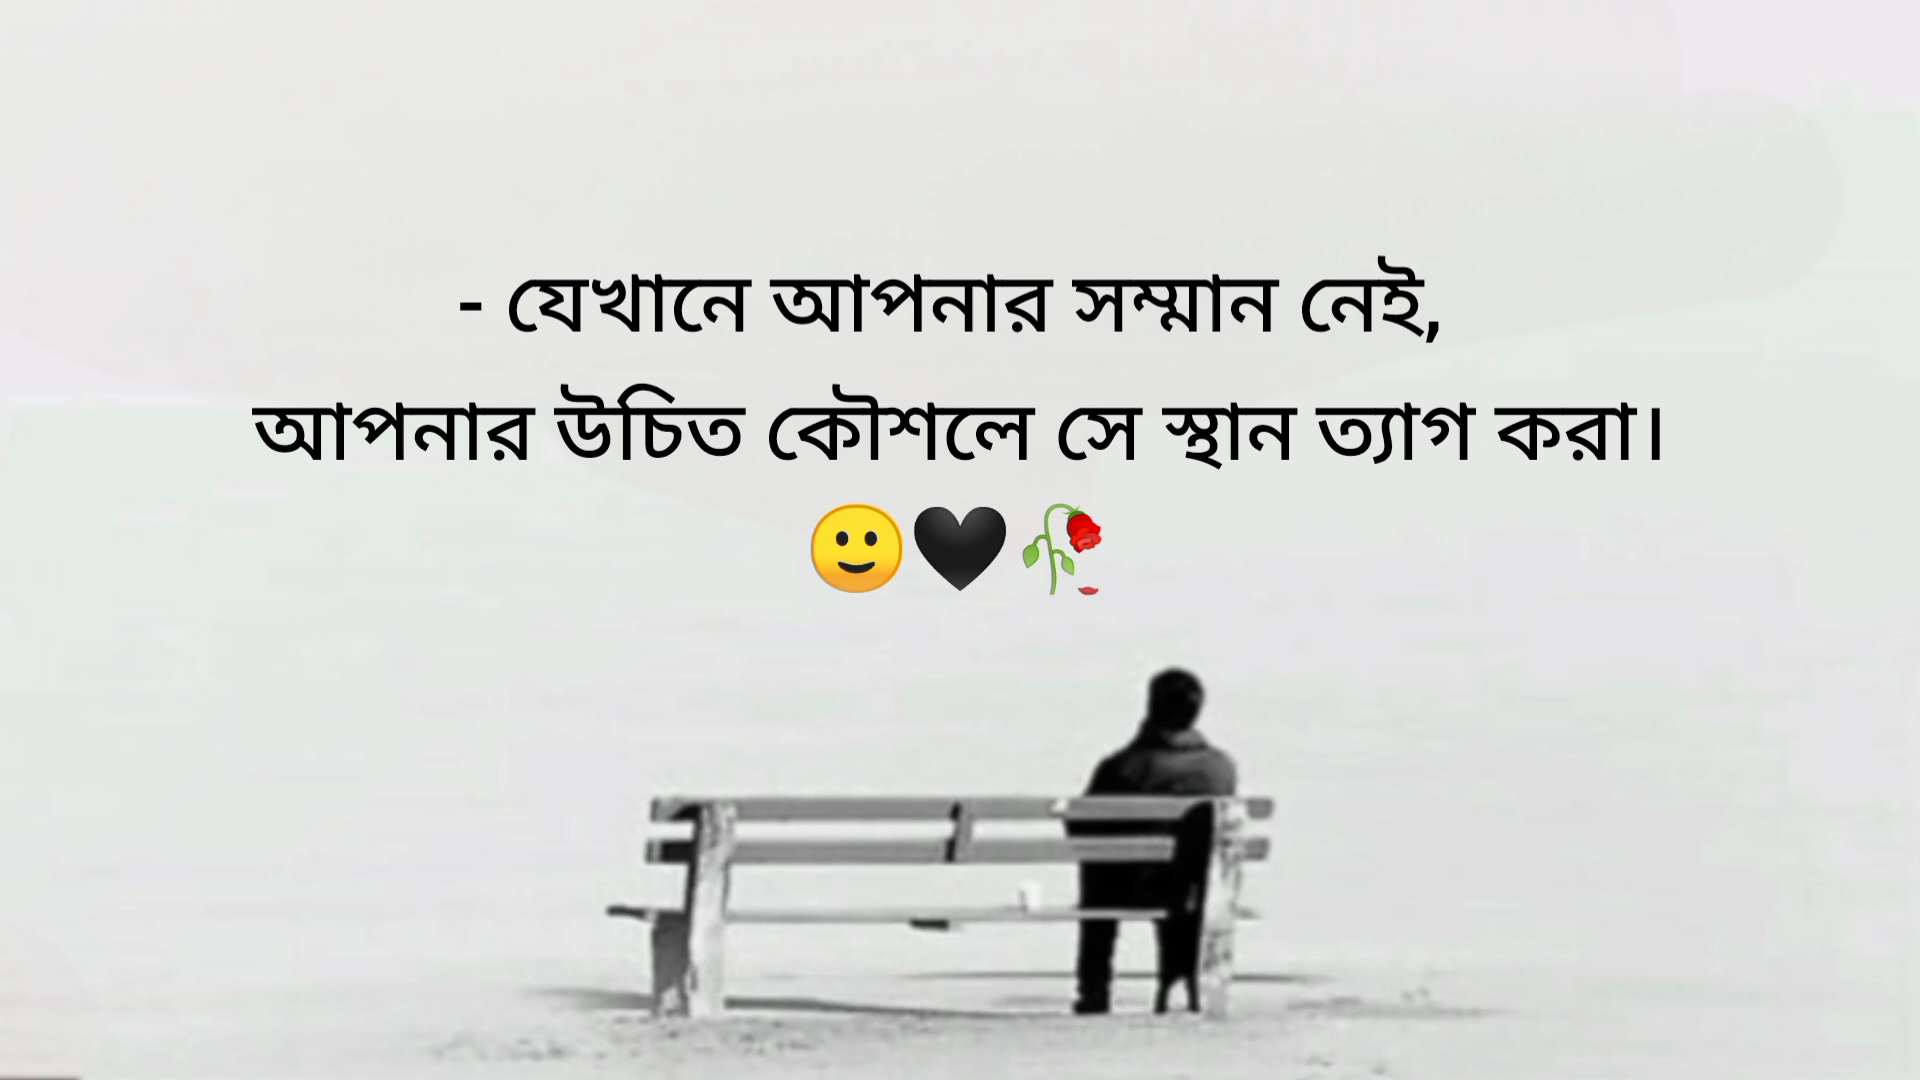 - যেখানে আপনার সম্মান নেই,
আপনার উচিত কৌশলে সে স্থান ত্যাগ করা।
🙂🖤🥀